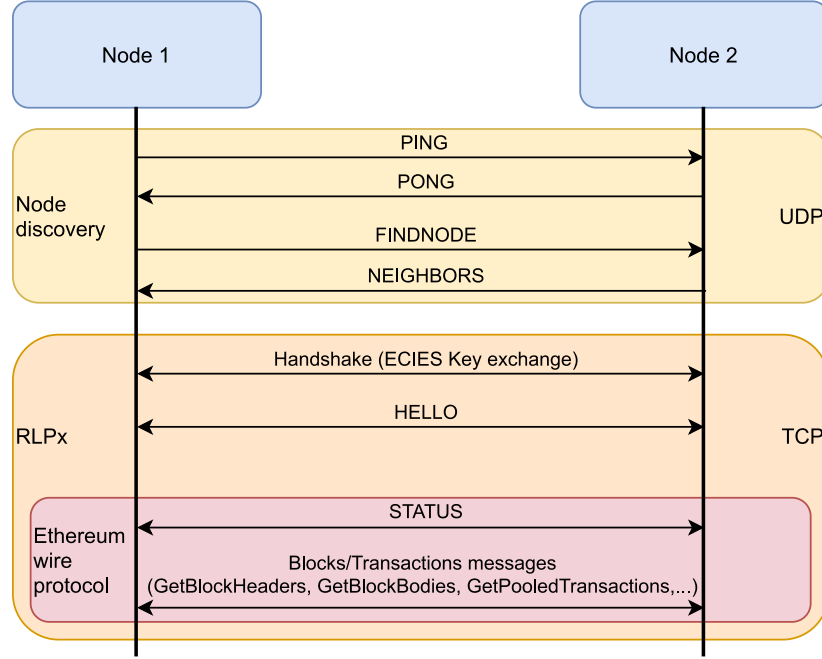 Node 1
Node 2
PING
PONG
Node
discovery
UDP
FINDNODE
NEIGHBORS
Handshake (ECIES Key exchange)
HELLO
RLPx
TCP
STATUS
Ethereum
wire
protocol
Blocks/Transactions messages
(GetBlockHeaders, GetBlockBodies, GetPooledTransactions,...)